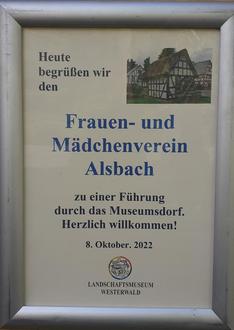 Heute
begrüßen wir
den
Frauen- und
Mädchenverein
Alsbach
zu einer Führung
durch das Museumsdorf.
Herzlich willkommen!
8. Oktober. 2022
LANDSCHAFTSMUSEUM
WESTERWALD